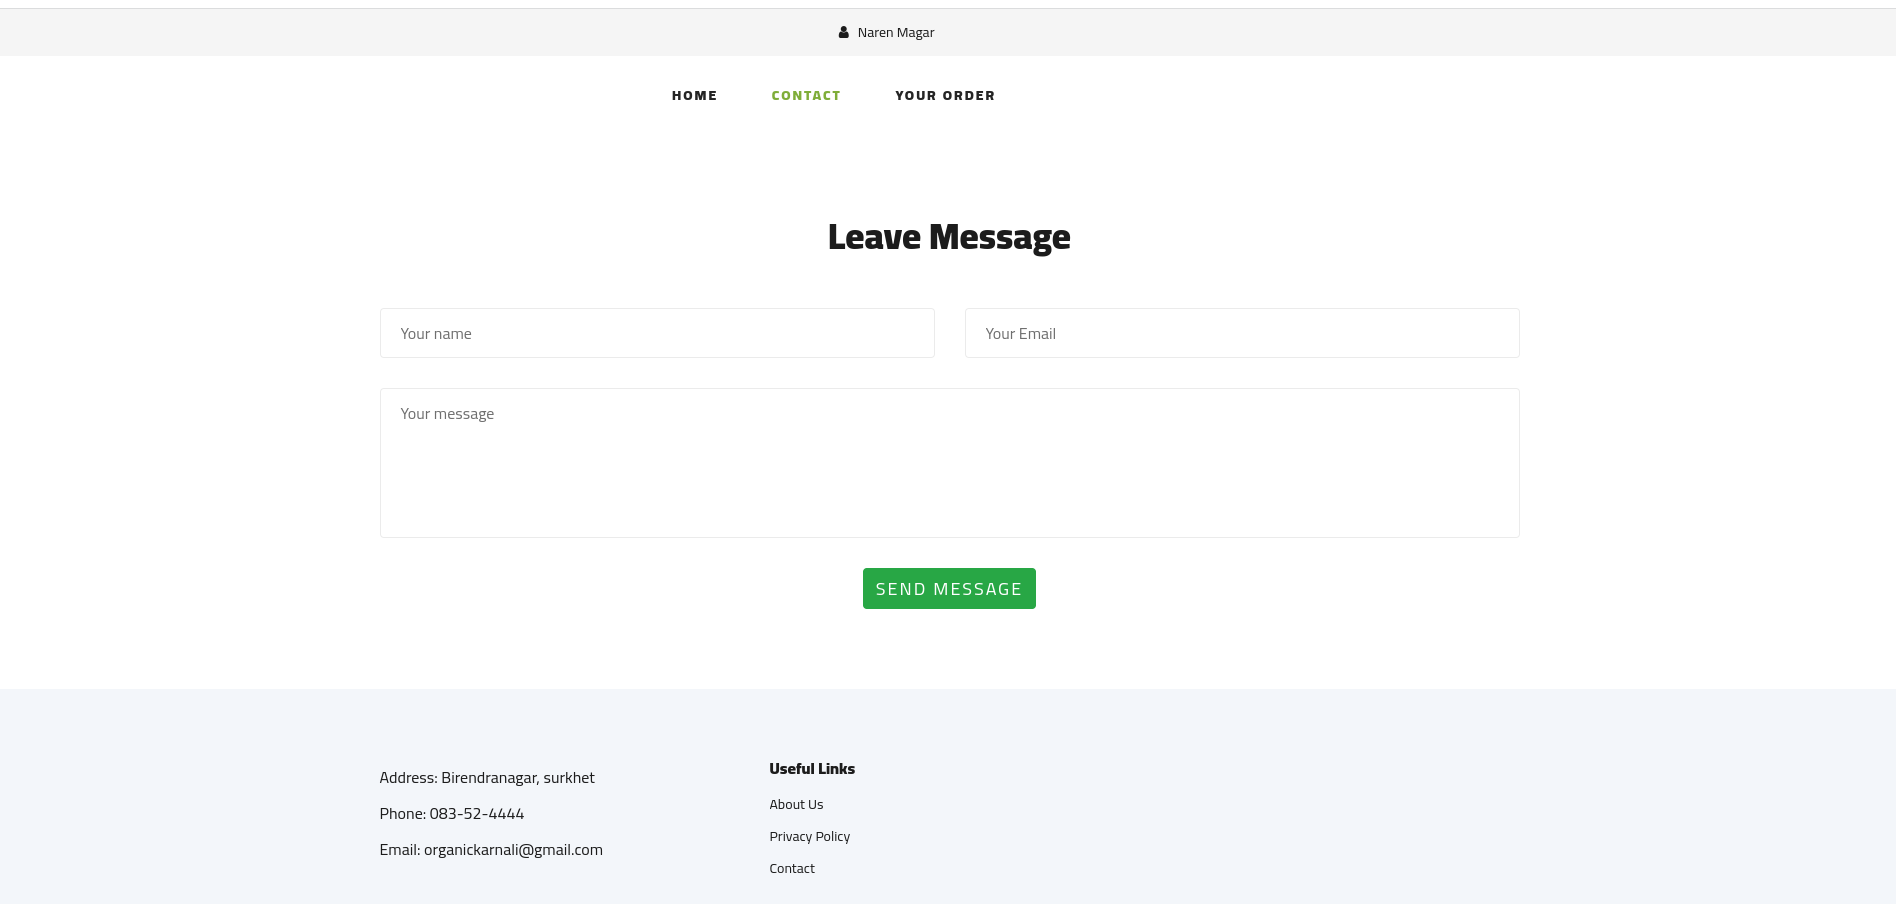 Naren Magar
HOME CONTACT YOUR ORDER
Leave Message
Your name
Your Email
Your message
SEND MESSAGE
Address: Birendranagar, surkhet
Phone: 083-52-4444
Email: organickarnali@gmail.com
Useful Links
About Us
Privacy Policy
Contact